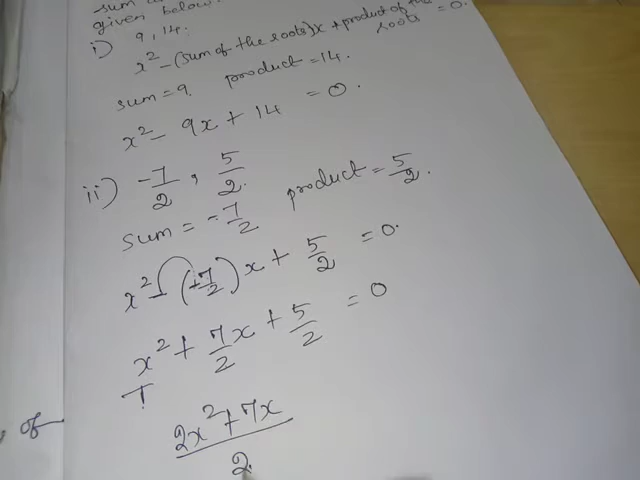 sum
given below.
i) 9, 14.
x² - (sum of the roots)x + product of the roots = 0.
sum = 9. product = 14.
x² - 9x + 14 = 0.
ii) -7/2, 5/2.
sum = -7/2 product = 5/2.
x² - (-7/2)x + 5/2 = 0.
x² + 7/2 x + 5/2 = 0
1
of
2x² + 7x
2.